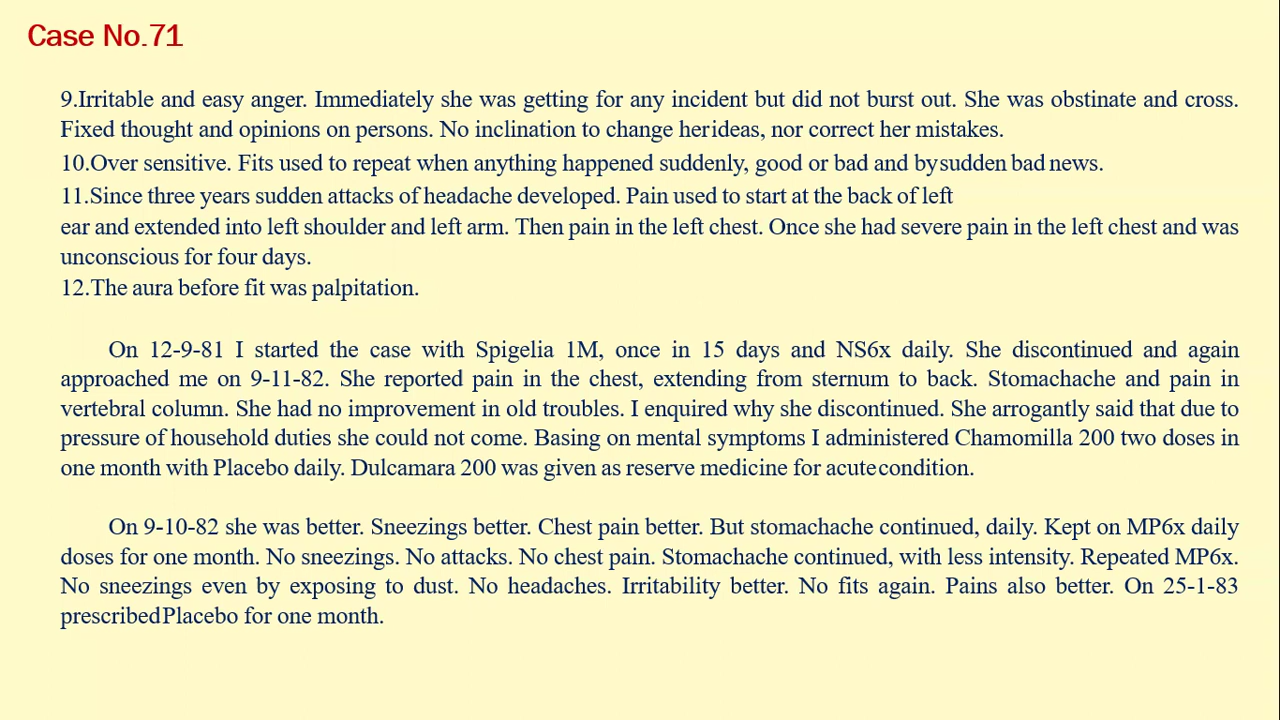 Case No.71
9.Irritable and easy anger. Immediately she was getting for any incident but did not burst out. She was obstinate and cross.
Fixed thought and opinions on persons. No inclination to change herideas, nor correct her mistakes.
10.Over sensitive. Fits used to repeat when anything happened suddenly, good or bad and bysudden bad news.
11.Since three years sudden attacks of headache developed. Pain used to start at the back of left
ear and extended into left shoulder and left arm. Then pain in the left chest. Once she had severe pain in the left chest and was
unconscious for four days.
12.The aura before fit was palpitation.
On 12-9-81 I started the case with Spigelia 1M, once in 15 days and NS6x daily. She discontinued and again
approached me on 9-11-82. She reported pain in the chest, extending from sternum to back. Stomachache and pain in
vertebral column. She had no improvement in old troubles. I enquired why she discontinued. She arrogantly said that due to
pressure of household duties she could not come. Basing on mental symptoms I administered Chamomilla 200 two doses in
one month with Placebo daily. Dulcamara 200 was given as reserve medicine for acutecondition.
On 9-10-82 she was better. Sneezings better. Chest pain better. But stomachache continued, daily. Kept on MP6x daily
doses for one month. No sneezings. No attacks. No chest pain. Stomachache continued, with less intensity. Repeated MP6x.
No sneezings even by exposing to dust. No headaches. Irritability better. No fits again. Pains also better. On 25-1-83
prescribedPlacebo for one month.